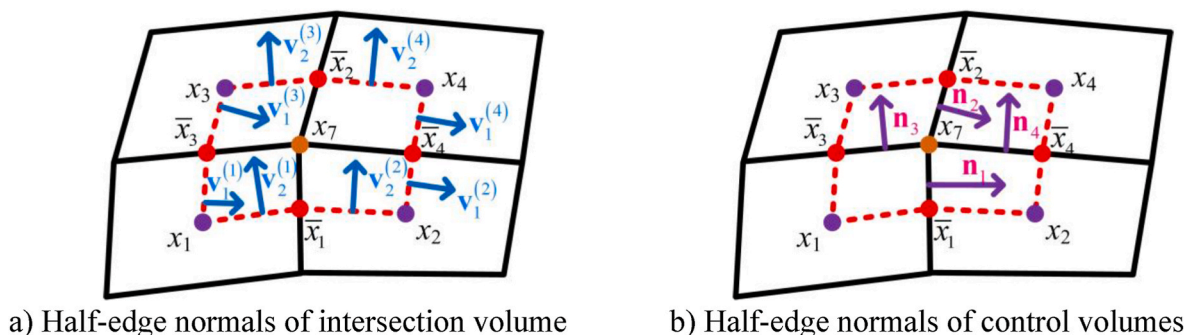 v₂⁽³⁾ x̄₂ v₂⁽⁴⁾ x₃ x₄ v₁⁽³⁾ x₇ v₁⁽⁴⁾ x̄₃ x̄₄ v₁⁽¹⁾ v₂⁽¹⁾ v₂⁽²⁾ v₁⁽²⁾ x₁ x̄₁ x₂
x̄₂ x₃ x₄ n₂ x̄₃ n₃ x₇ n₄ x̄₄ n₁ x₁ x̄₁ x₂
a) Half-edge normals of intersection volume
b) Half-edge normals of control volumes